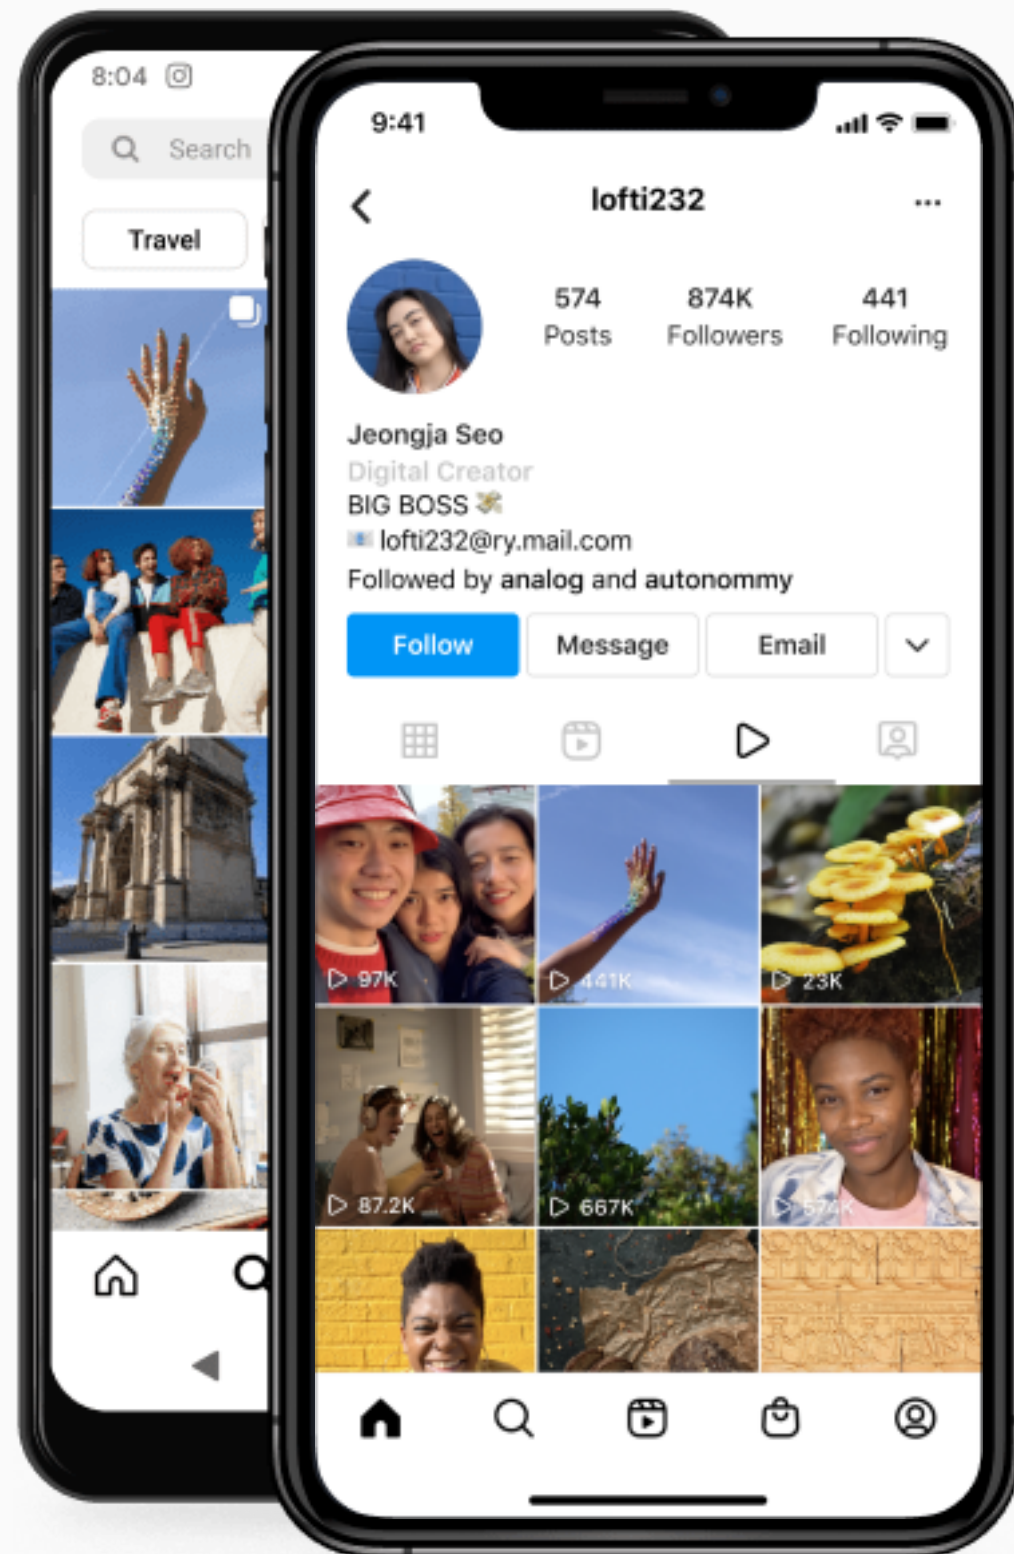 8:04
Search
Travel
9:41
lofti232
574 874K 441
Posts Followers Following
Jeongja Seo
Digital Creator
BIG BOSS
lofti232@ry.mail.com
Followed by analog and autonommy
Follow Message Email
97K 441K 23K
87.2K 667K 574K